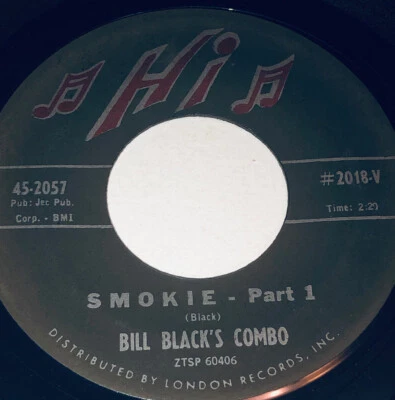 Hi
45-2057 #2018-V
Pub: Jec Pub. Time: 2:29
Corp. - BMI
SMOKIE - Part 1
(Black)
BILL BLACK'S COMBO
ZTSP 60406
DISTRIBUTED BY LONDON RECORDS, INC.